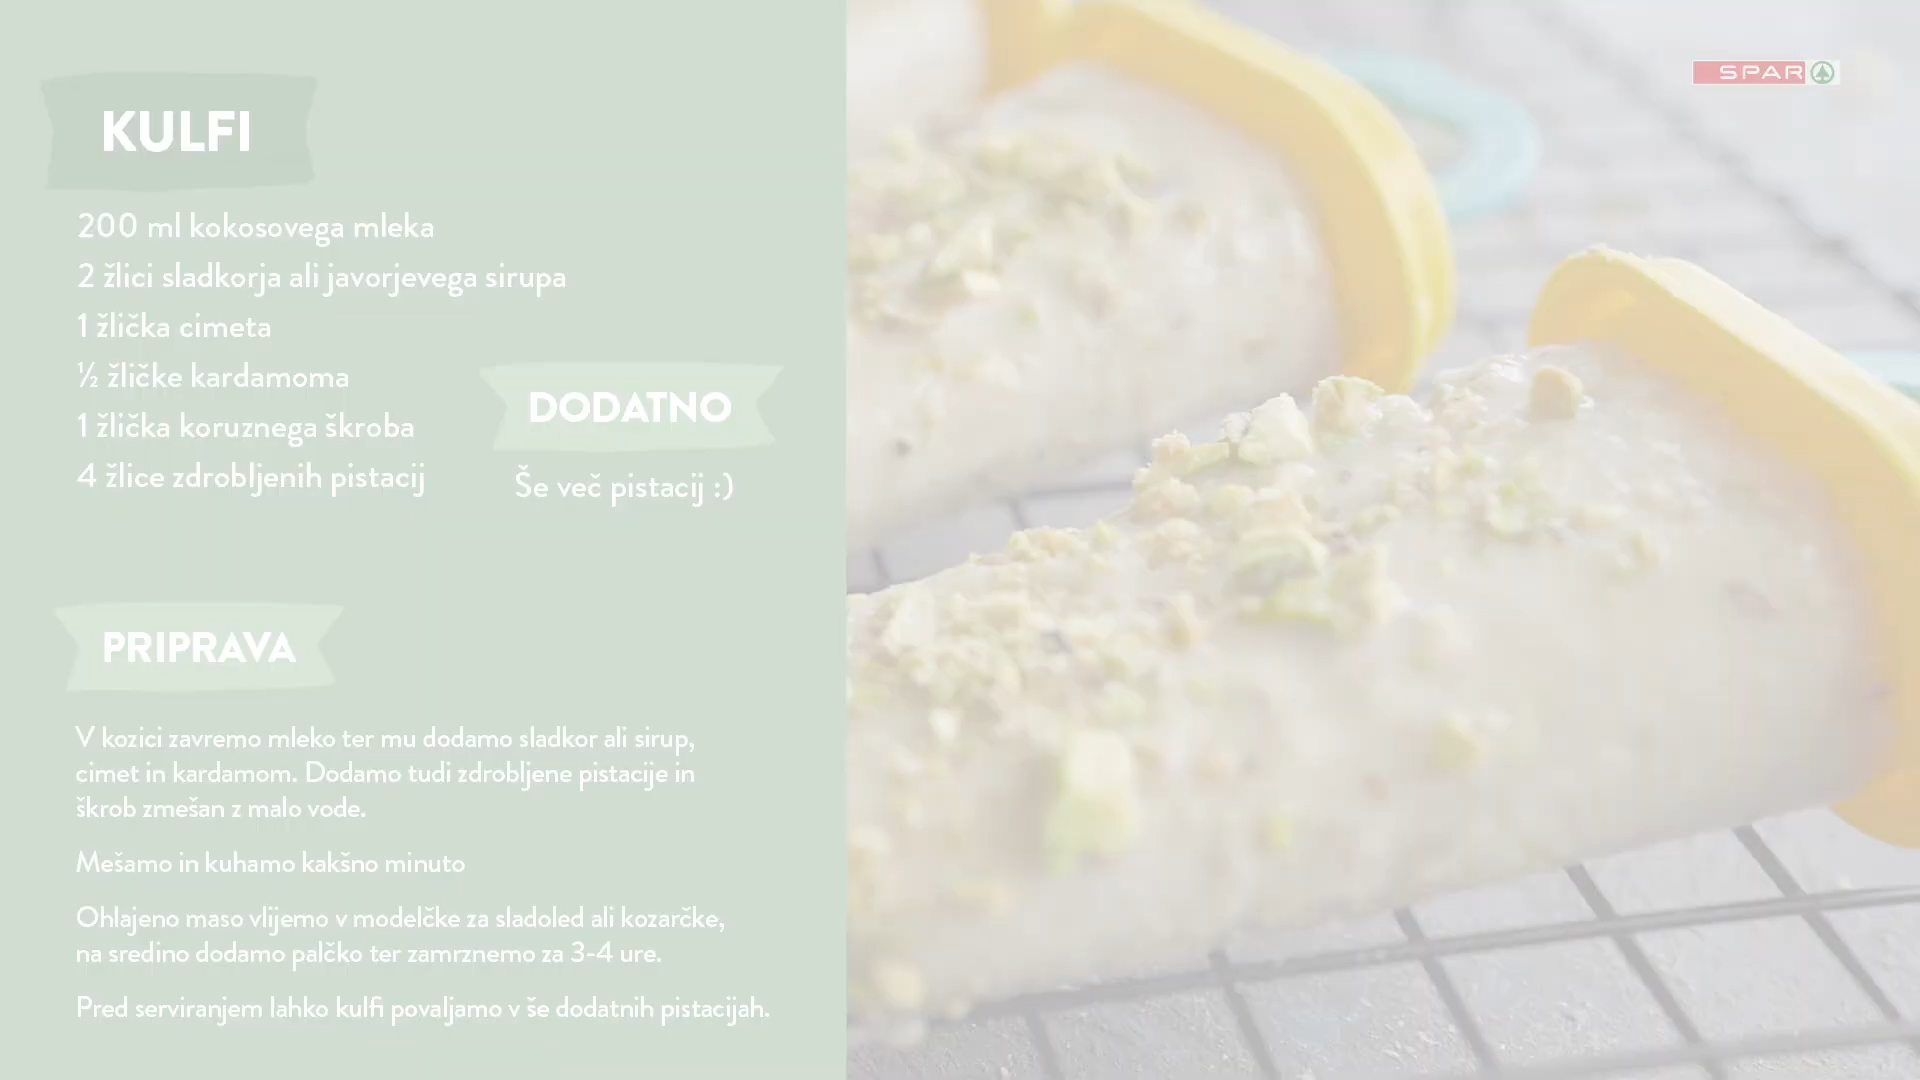 KULFI
200 ml kokosovega mleka
2 žlici sladkorja ali javorjevega sirupa
1 žlička cimeta
½ žličke kardamoma
1 žlička koruznega škroba
4 žlice zdrobljenih pistacij
DODATNO
Še več pistacij :)
PRIPRAVA
V kozici zavremo mleko ter mu dodamo sladkor ali sirup,
cimet in kardamom. Dodamo tudi zdrobljene pistacije in
škrob zmešan z malo vode.
Mešamo in kuhamo kakšno minuto
Ohlajeno maso vlijemo v modelčke za sladoled ali kozarčke,
na sredino dodamo palčko ter zamrznemo za 3-4 ure.
Pred serviranjem lahko kulfi povaljamo v še dodatnih pistacijah.
SPAR